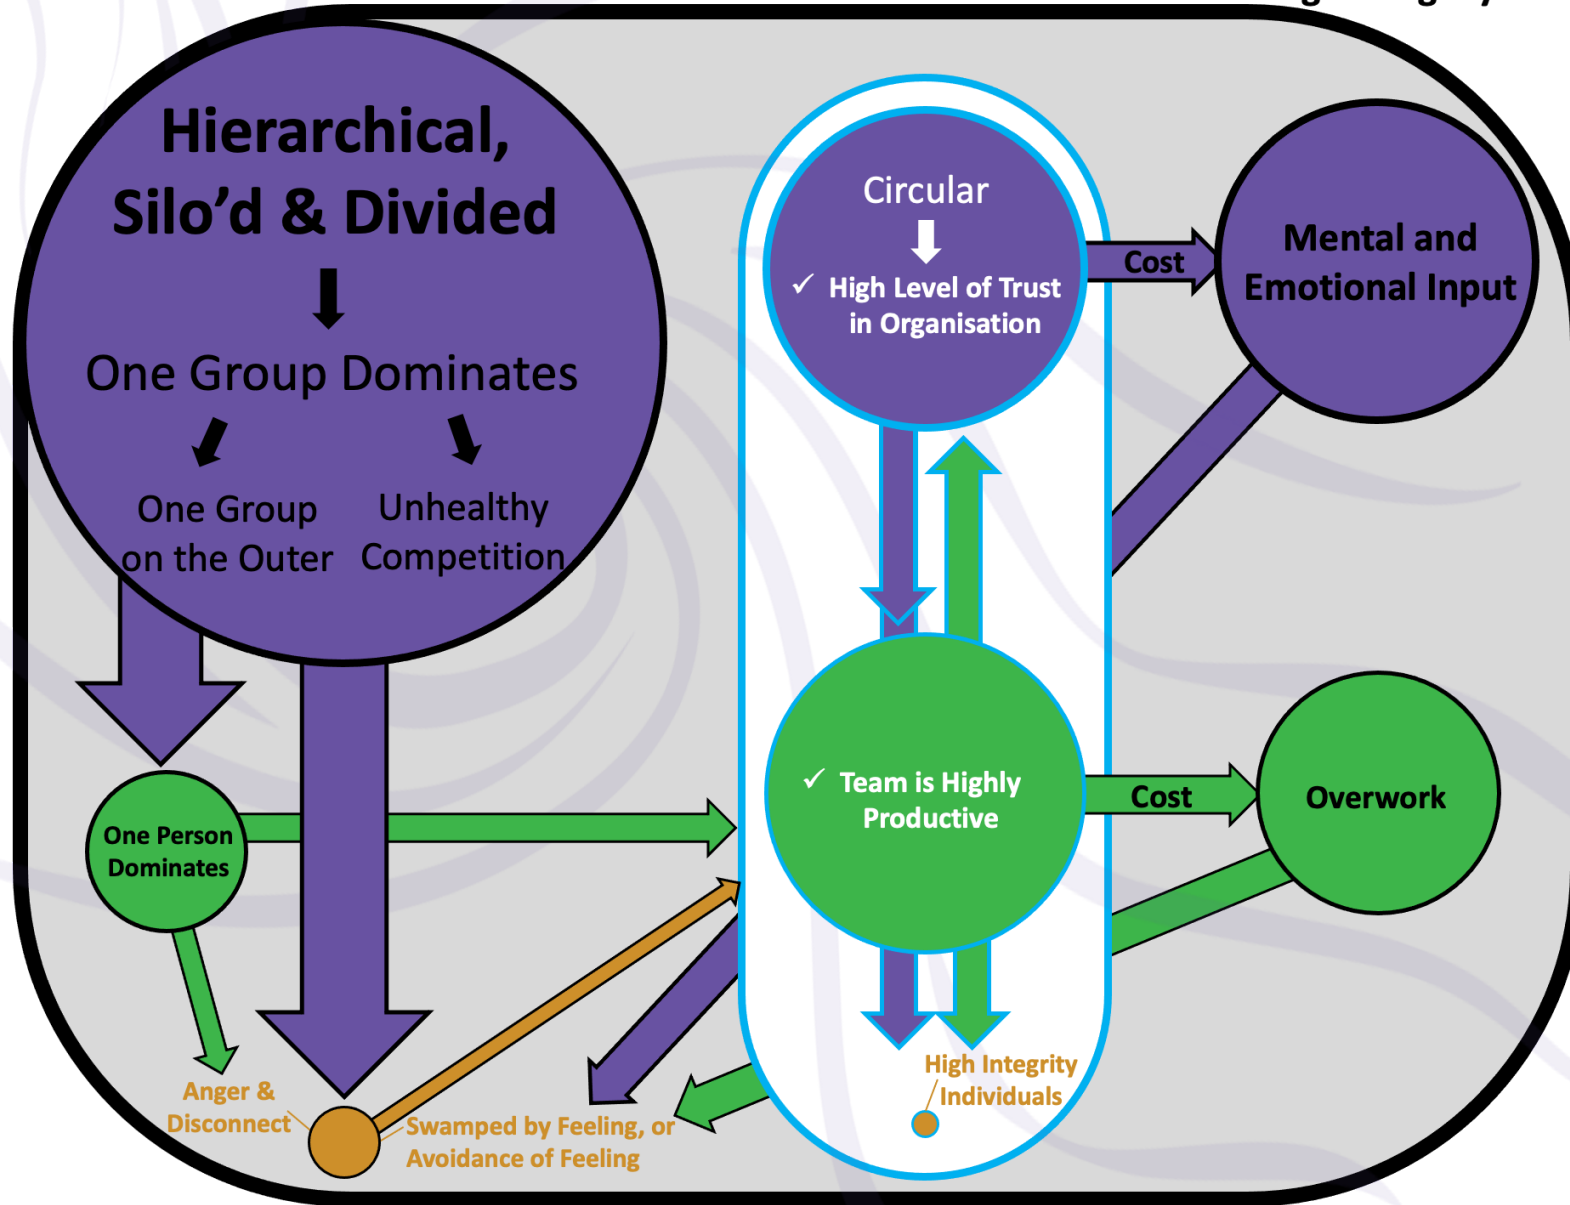 Hierarchical,
Silo’d & Divided
One Group Dominates
One Group
on the Outer
Unhealthy
Competition
Circular
✓ High Level of Trust
in Organisation
Cost
Mental and
Emotional Input
✓ Team is Highly
Productive
Cost
Overwork
One Person
Dominates
Anger &
Disconnect
Swamped by Feeling, or
Avoidance of Feeling
High Integrity
Individuals